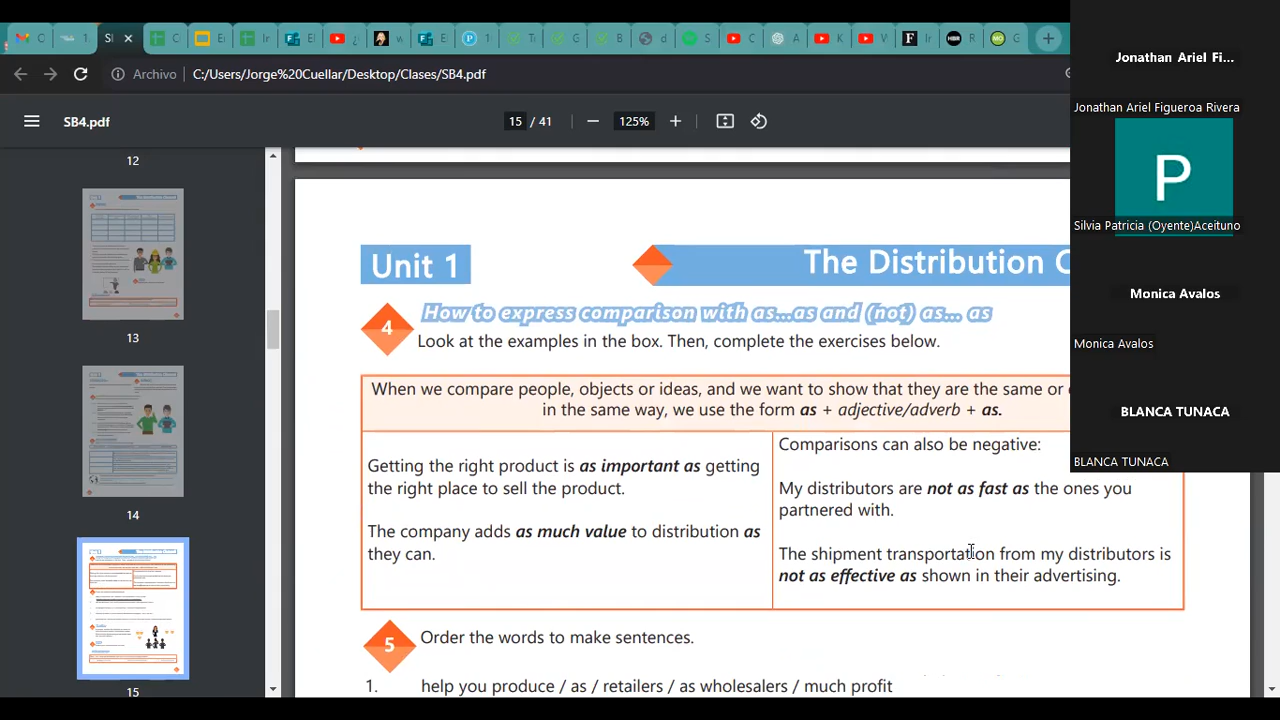 SB4.pdf
Archivo
C:/Users/Jorge%20Cuellar/Desktop/Clases/SB4.pdf
SB4.pdf
15 / 41
125%
12
13
14
15
Unit 1
The Distribution
4
How to express comparison with as...as and (not) as... as
Look at the examples in the box. Then, complete the exercises below.
When we compare people, objects or ideas, and we want to show that they are the same or
in the same way, we use the form as + adjective/adverb + as.
Getting the right product is as important as getting
the right place to sell the product.
The company adds as much value to distribution as
they can.
Comparisons can also be negative:
My distributors are not as fast as the ones you
partnered with.
The shipment transportation from my distributors is
not as effective as shown in their advertising.
5
Order the words to make sentences.
1. help you produce / as / retailers / as wholesalers / much profit
Jonathan Ariel Fi...
Jonathan Ariel Figueroa Rivera
P
Silvia Patricia (Oyente)Aceituno
Monica Avalos
Monica Avalos
BLANCA TUNACA
BLANCA TUNACA